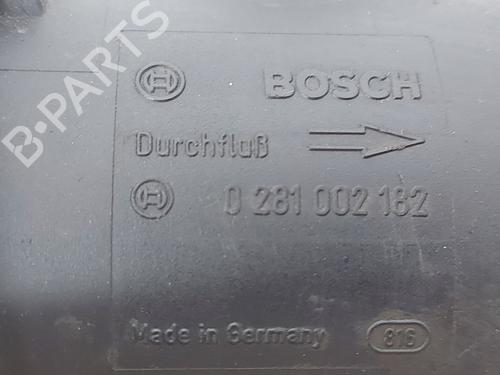 BOSCH
Durchfluß
0 281 002 182
Made in Germany 816
B-PARTS